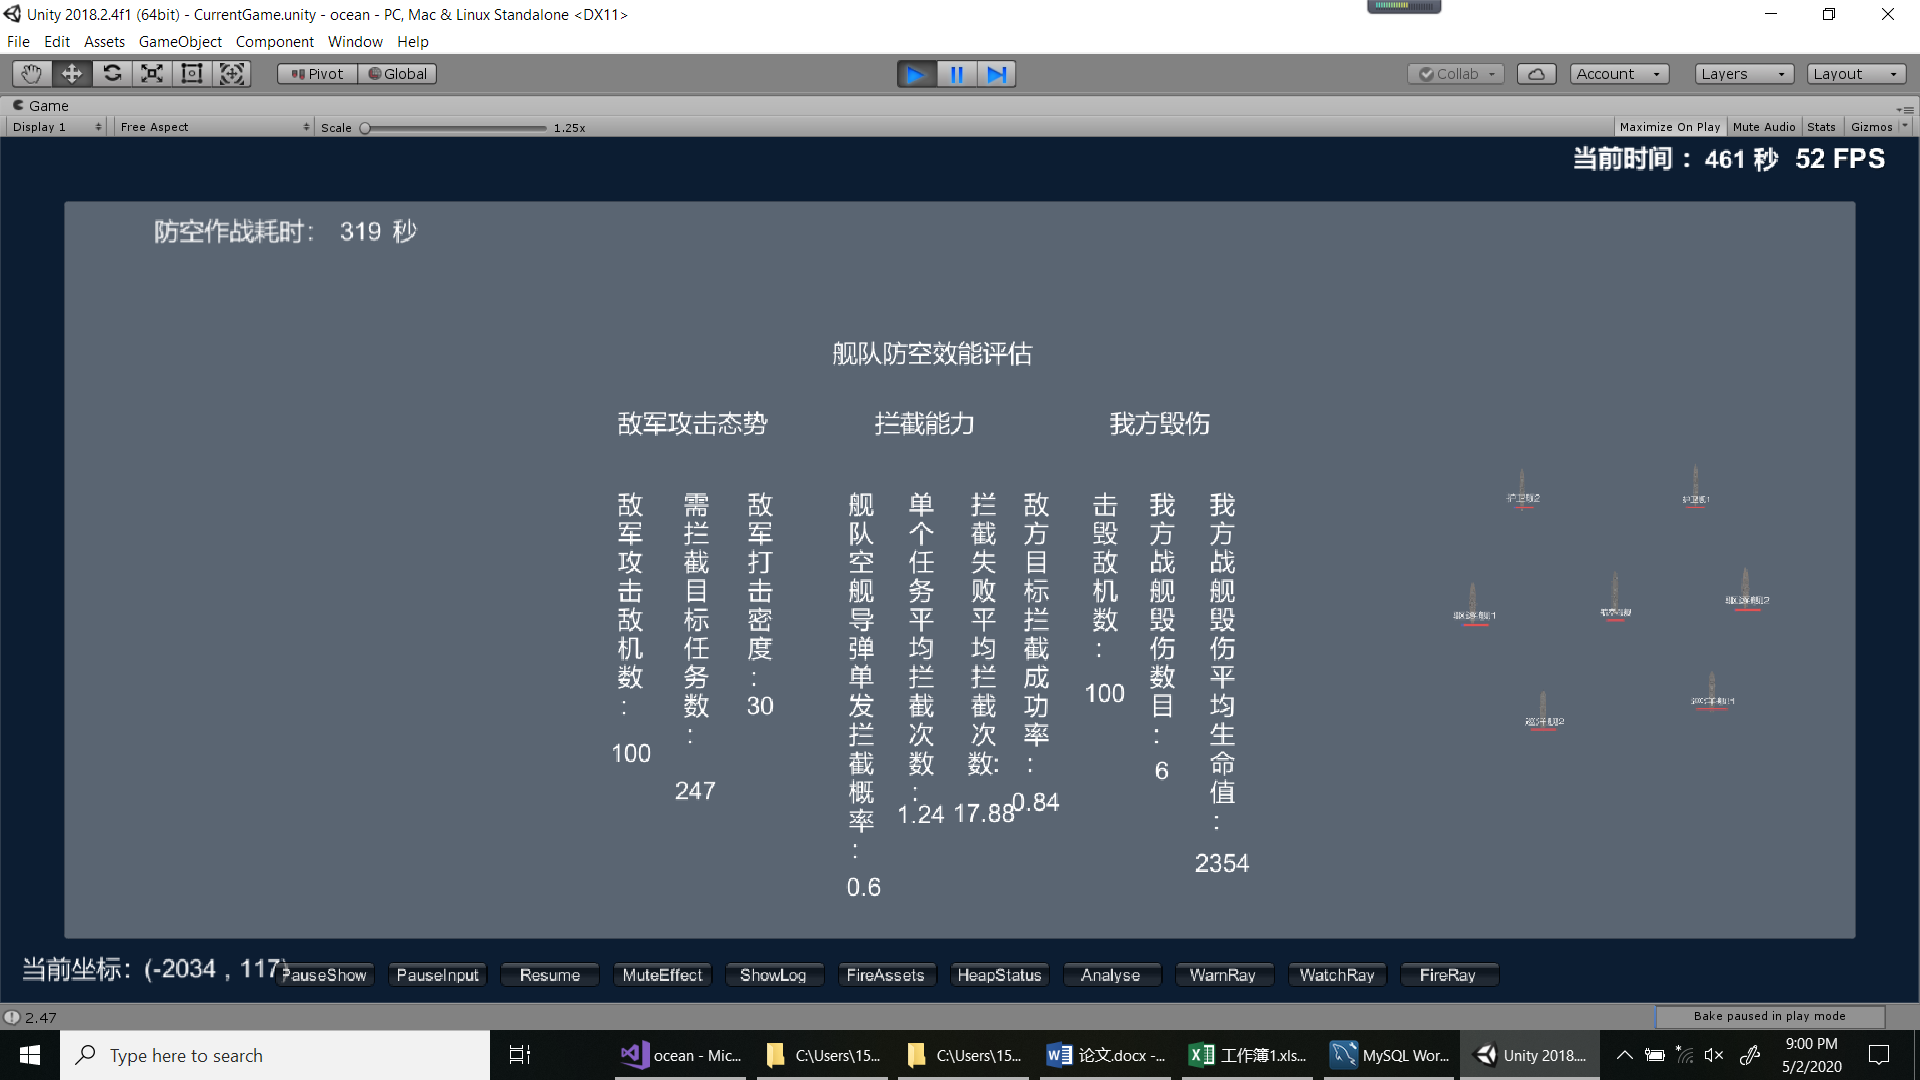 Unity 2018.2.4f1 (64bit) - CurrentGame.unity - ocean - PC, Mac & Linux Standalone <DX11>
File Edit Assets GameObject Component Window Help
Pivot Global Collab Account Layers Layout
Game
Display 1 Free Aspect Scale 1.25x Maximize On Play Mute Audio Stats Gizmos
当前时间： 461 秒 52 FPS
防空作战耗时： 319 秒
舰队防空效能评估
敌军攻击态势 拦截能力 我方毁伤
敌军攻击敌机数：100
需拦截目标任务数：247
敌军打击密度：30
舰队空舰导弹单发拦截概率：0.6
单个任务平均拦截次数：1.24
拦截失败平均拦截次数：17.88
敌方目标拦截成功率：0.84
击毁敌机数：100
我方战舰毁伤数目：6
我方战舰毁伤平均生命值：2354
护卫舰2
护卫舰1
当前坐标：(-2034 , 117)
PauseShow PauseInput Resume MuteEffect ShowLog FireAssets HeapStatus Analyse WarnRay WatchRay FireRay
2.47
Bake paused in play mode
Type here to search
ocean - Mic...
C:\Users\15...
C:\Users\15...
论文.docx -...
工作簿1.xls...
MySQL Wor...
Unity 2018....
9:00 PM
5/2/2020